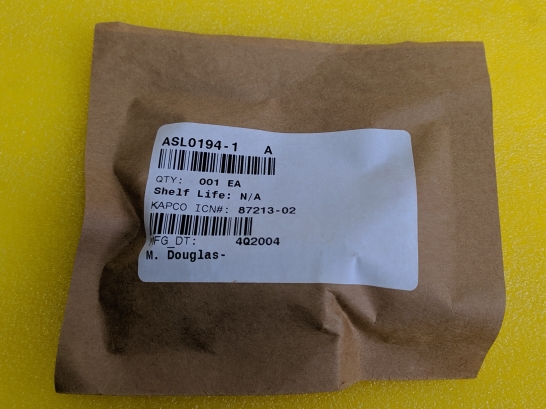 ASL0194-1 A
QTY: 001 EA
Shelf Life: N/A
KAPCO ICN#: 87213-02
MFG_DT: 4Q2004
M. Douglas-